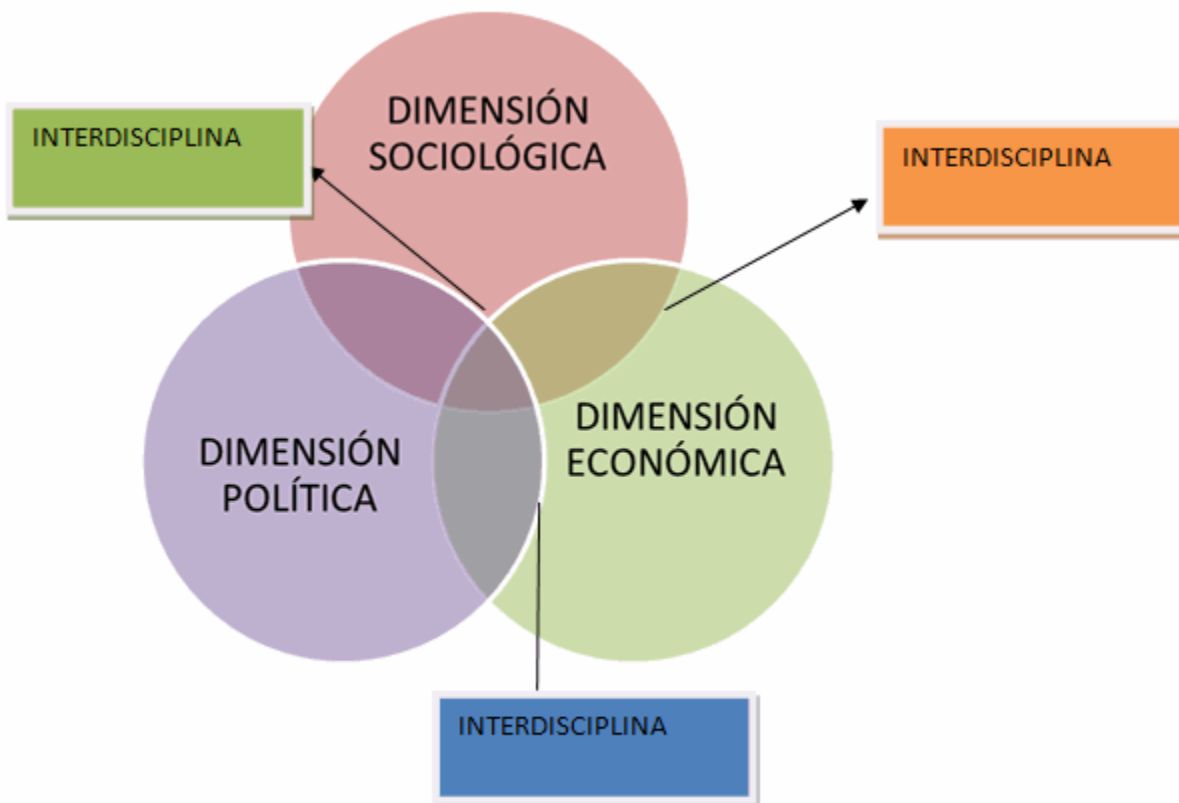 DIMENSIÓN
SOCIOLÓGICA
INTERDISCIPLINA
INTERDISCIPLINA
DIMENSIÓN
POLÍTICA
DIMENSIÓN
ECONÓMICA
INTERDISCIPLINA